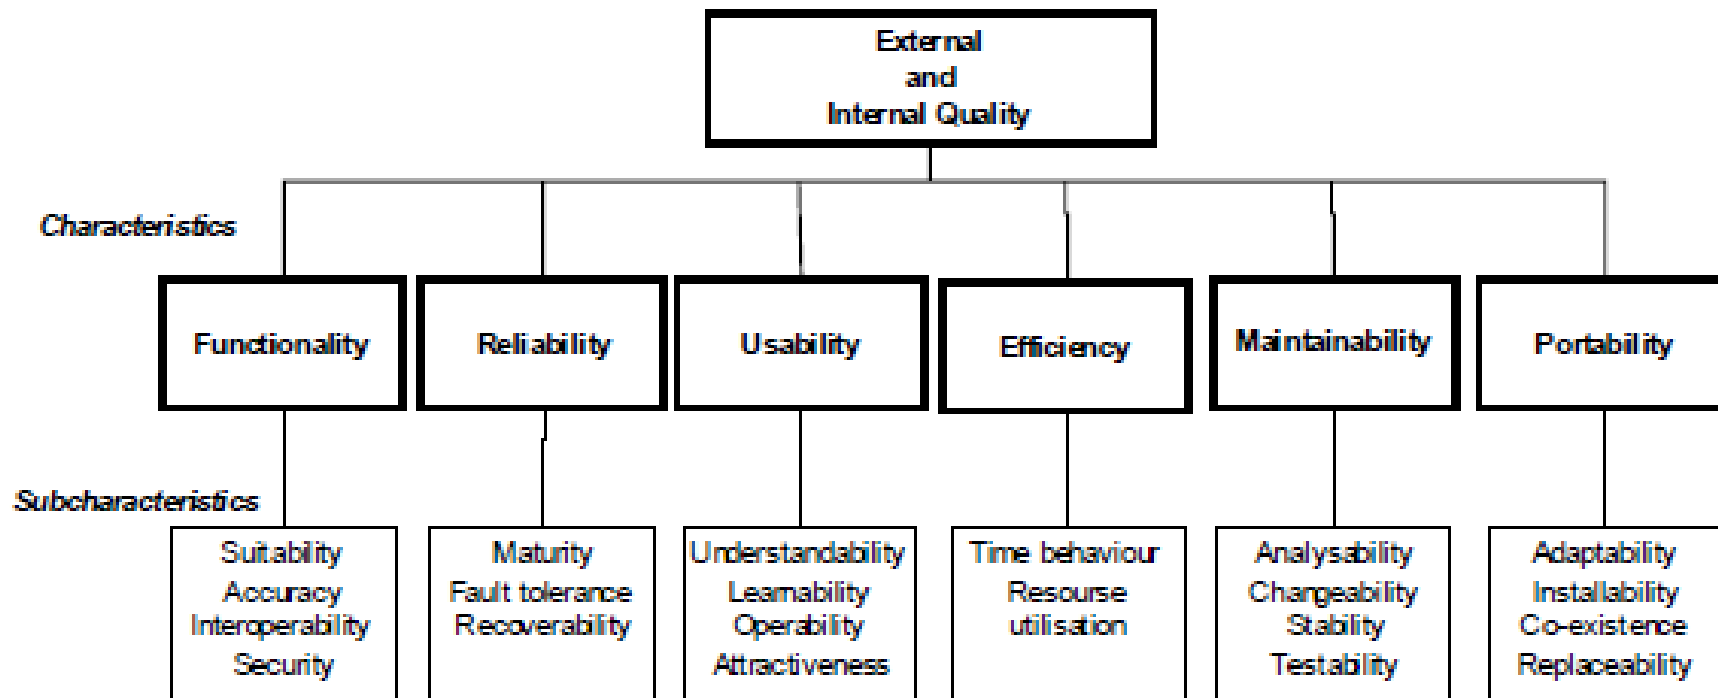 External
and
Internal Quality
Characteristics
Functionality
Reliability
Usability
Efficiency
Maintainability
Portability
Subcharacteristics
Suitability
Accuracy
Interoperability
Security
Maturity
Fault tolerance
Recoverability
Understandability
Learnability
Operability
Attractiveness
Time behaviour
Resourse
utilisation
Analysability
Changeability
Stability
Testability
Adaptability
Installability
Co-existence
Replaceability